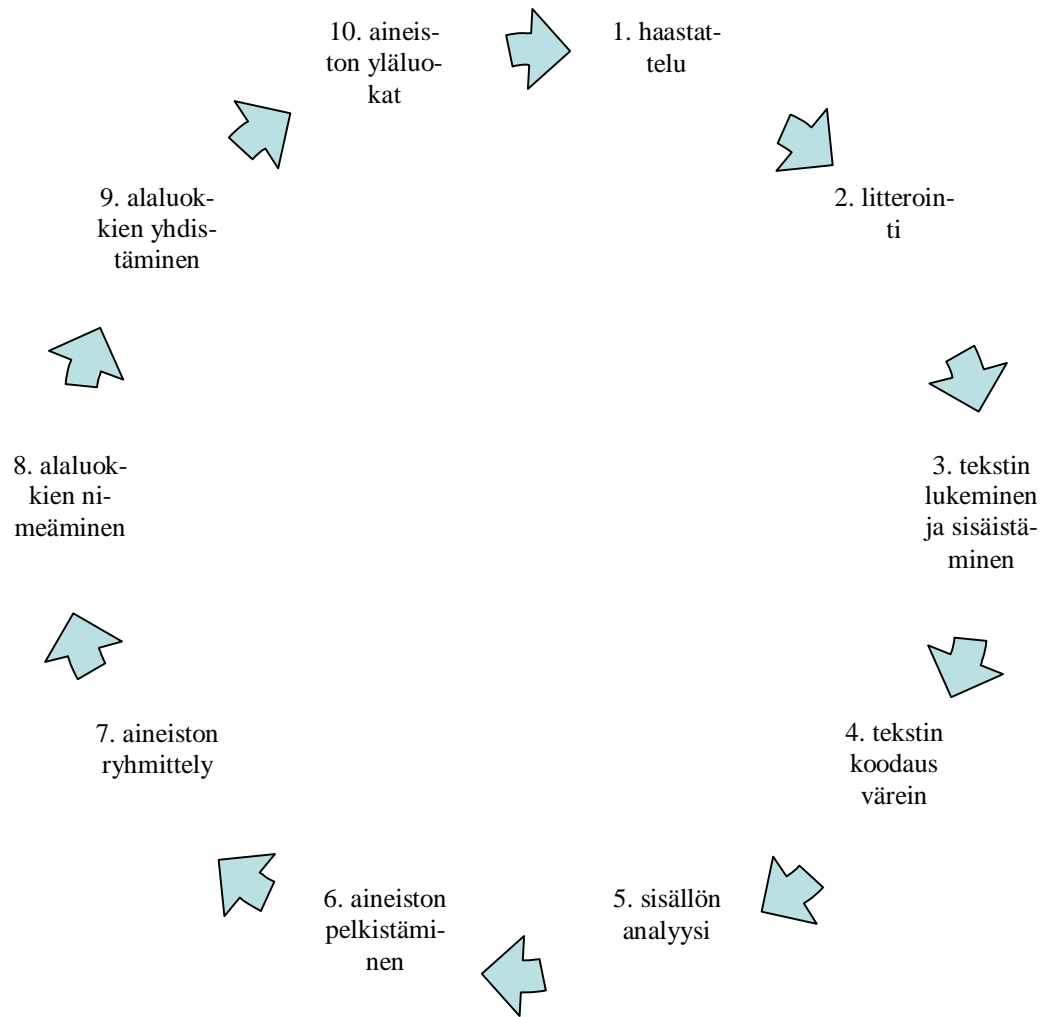 1. haastat-
telu
2. litteroin-
ti
3. tekstin
lukeminen
ja sisäistä-
minen
4. tekstin
koodaus
värein
5. sisällön
analyysi
6. aineiston
pelkistämi-
nen
7. aineiston
ryhmittely
8. alaluok-
kien ni-
meäminen
9. alaluok-
kien yhdis-
täminen
10. aineis-
ton yläluo-
kat